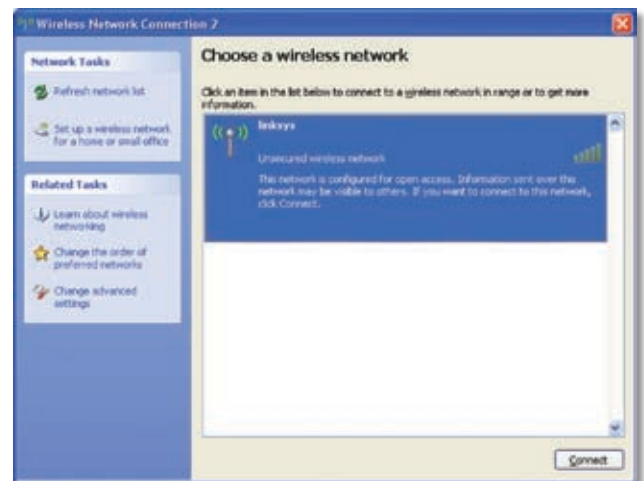 Wireless Network Connection 2
Network Tasks
Refresh network list
Set up a wireless network
for a home or small office
Related Tasks
Learn about wireless
networking
Change the order of
preferred networks
Change advanced
settings
Choose a wireless network
Click an item in the list below to connect to a wireless network in range or to get more
information.
linksys
Unsecured wireless network
This network is configured for open access. Information sent over this
network may be visible to others. If you want to connect to this network,
click Connect.
Connect